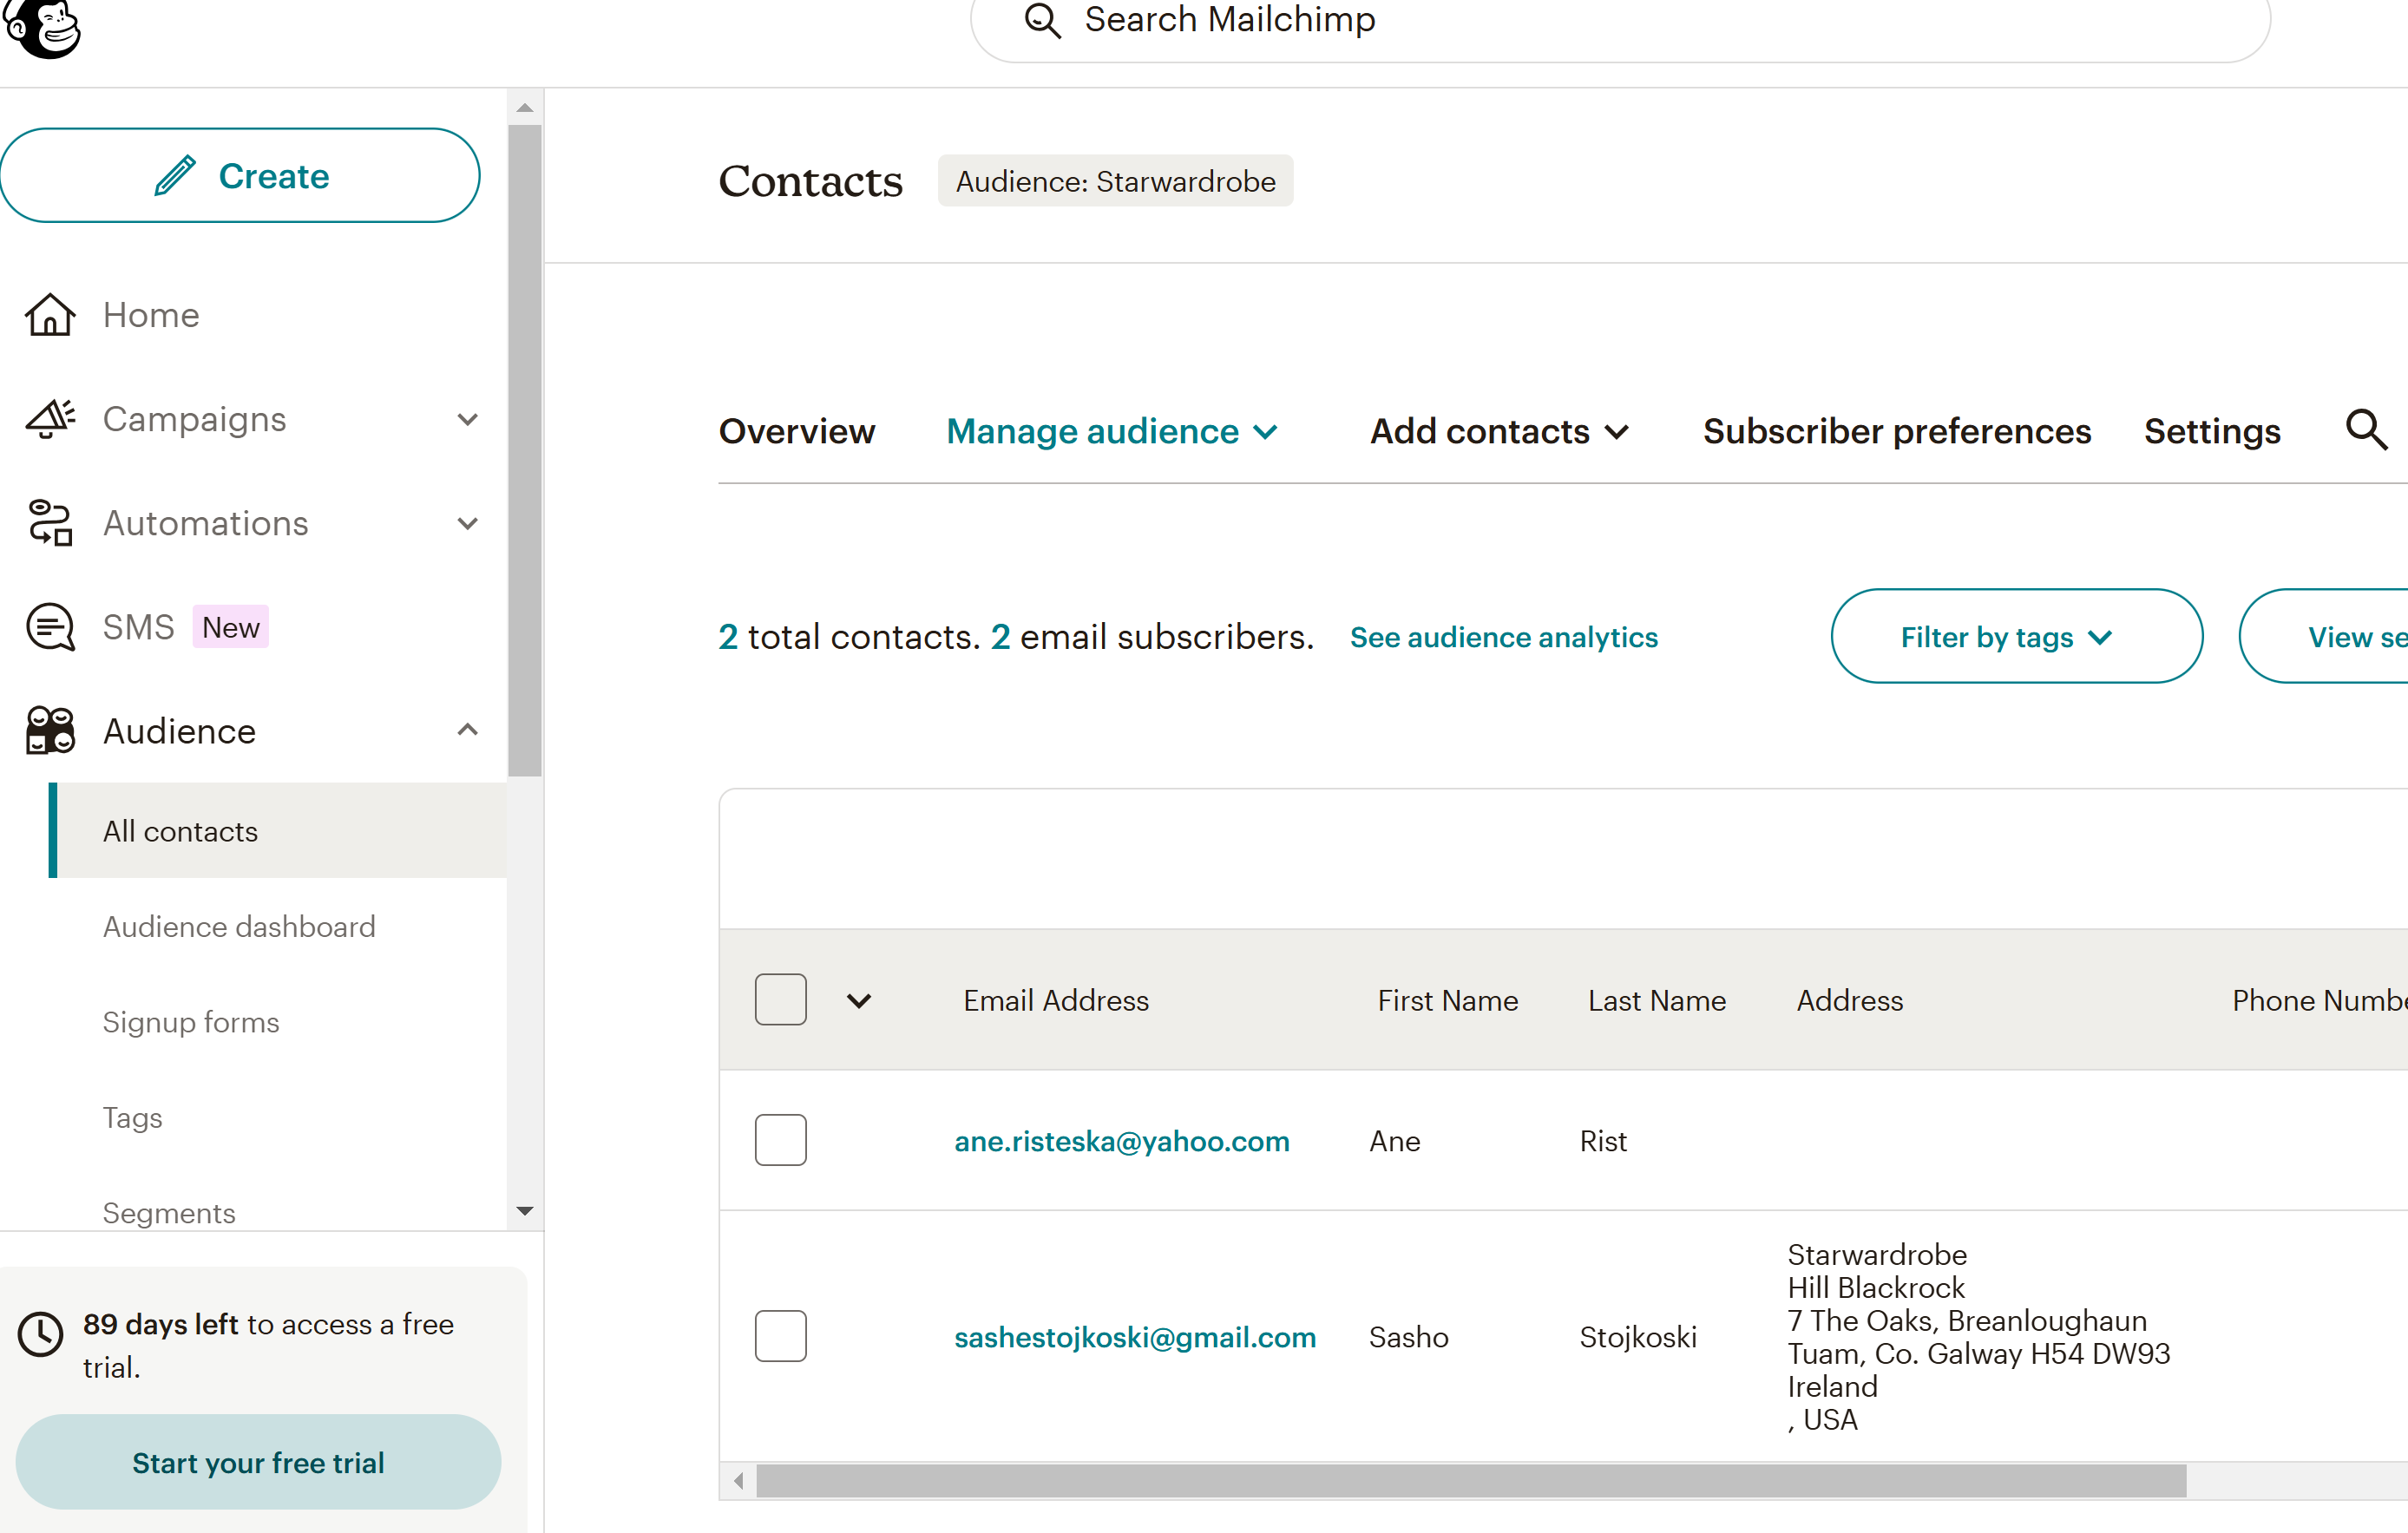 Search Mailchimp
Create
Home
Campaigns
Automations
SMS New
Audience
All contacts
Audience dashboard
Signup forms
Tags
Segments
89 days left to access a free
trial.
Start your free trial
Contacts Audience: Starwardrobe
Overview Manage audience Add contacts Subscriber preferences Settings
2 total contacts. 2 email subscribers. See audience analytics Filter by tags View se
Email Address First Name Last Name Address Phone Numbe
ane.risteska@yahoo.com Ane Rist
sashestojkoski@gmail.com Sasho Stojkoski
Starwardrobe
Hill Blackrock
7 The Oaks, Breanloughaun
Tuam, Co. Galway H54 DW93
Ireland
, USA